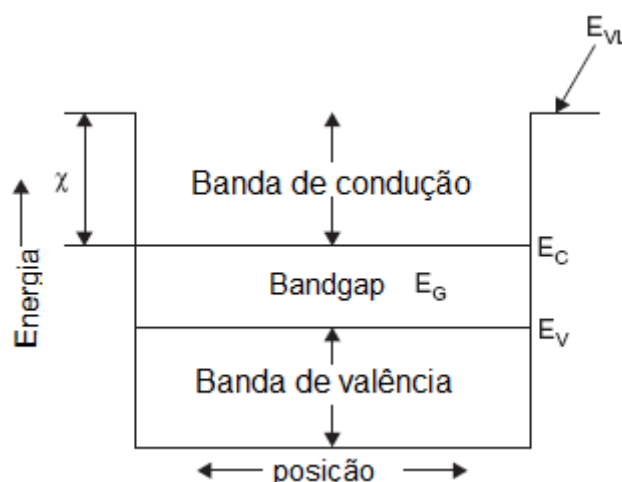 E_VL
χ
Banda de condução
Energia
E_C
Bandgap E_G
E_V
Banda de valência
posição